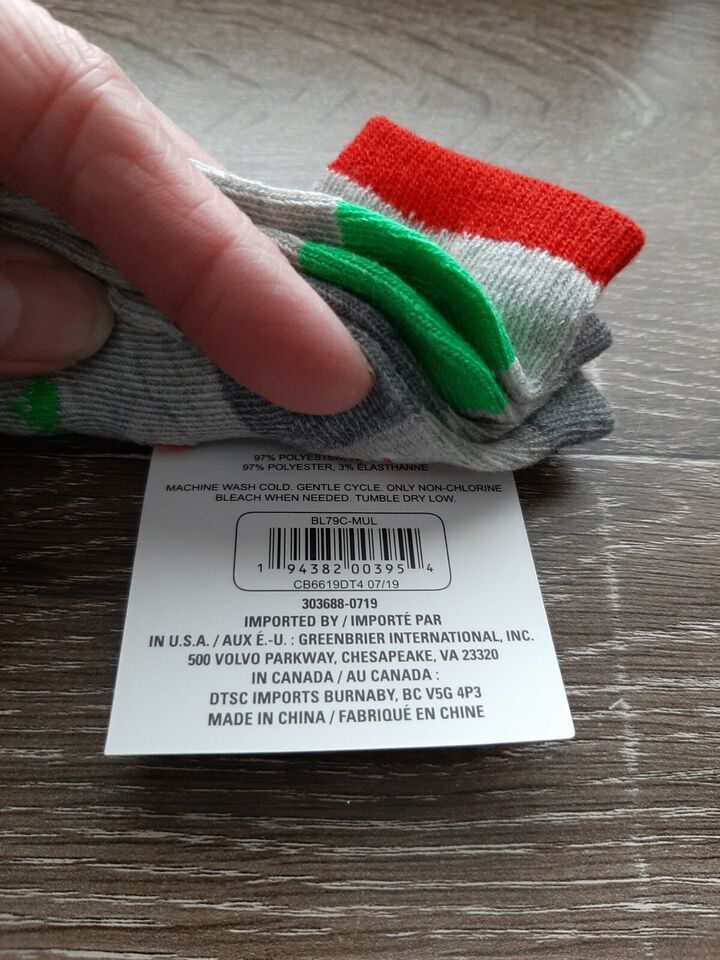 97% POLYESTER
97% POLYESTER, 3% ELASTHANNE
MACHINE WASH COLD. GENTLE CYCLE. ONLY NON-CHLORINE
BLEACH WHEN NEEDED. TUMBLE DRY LOW.
BL79C-MUL
1 94382 00395 4
CB6619DT4 07/19
303688-0719
IMPORTED BY / IMPORTÉ PAR
IN U.S.A. / AUX É.-U. : GREENBRIER INTERNATIONAL, INC.
500 VOLVO PARKWAY, CHESAPEAKE, VA 23320
IN CANADA / AU CANADA :
DTSC IMPORTS BURNABY, BC V5G 4P3
MADE IN CHINA / FABRIQUÉ EN CHINE